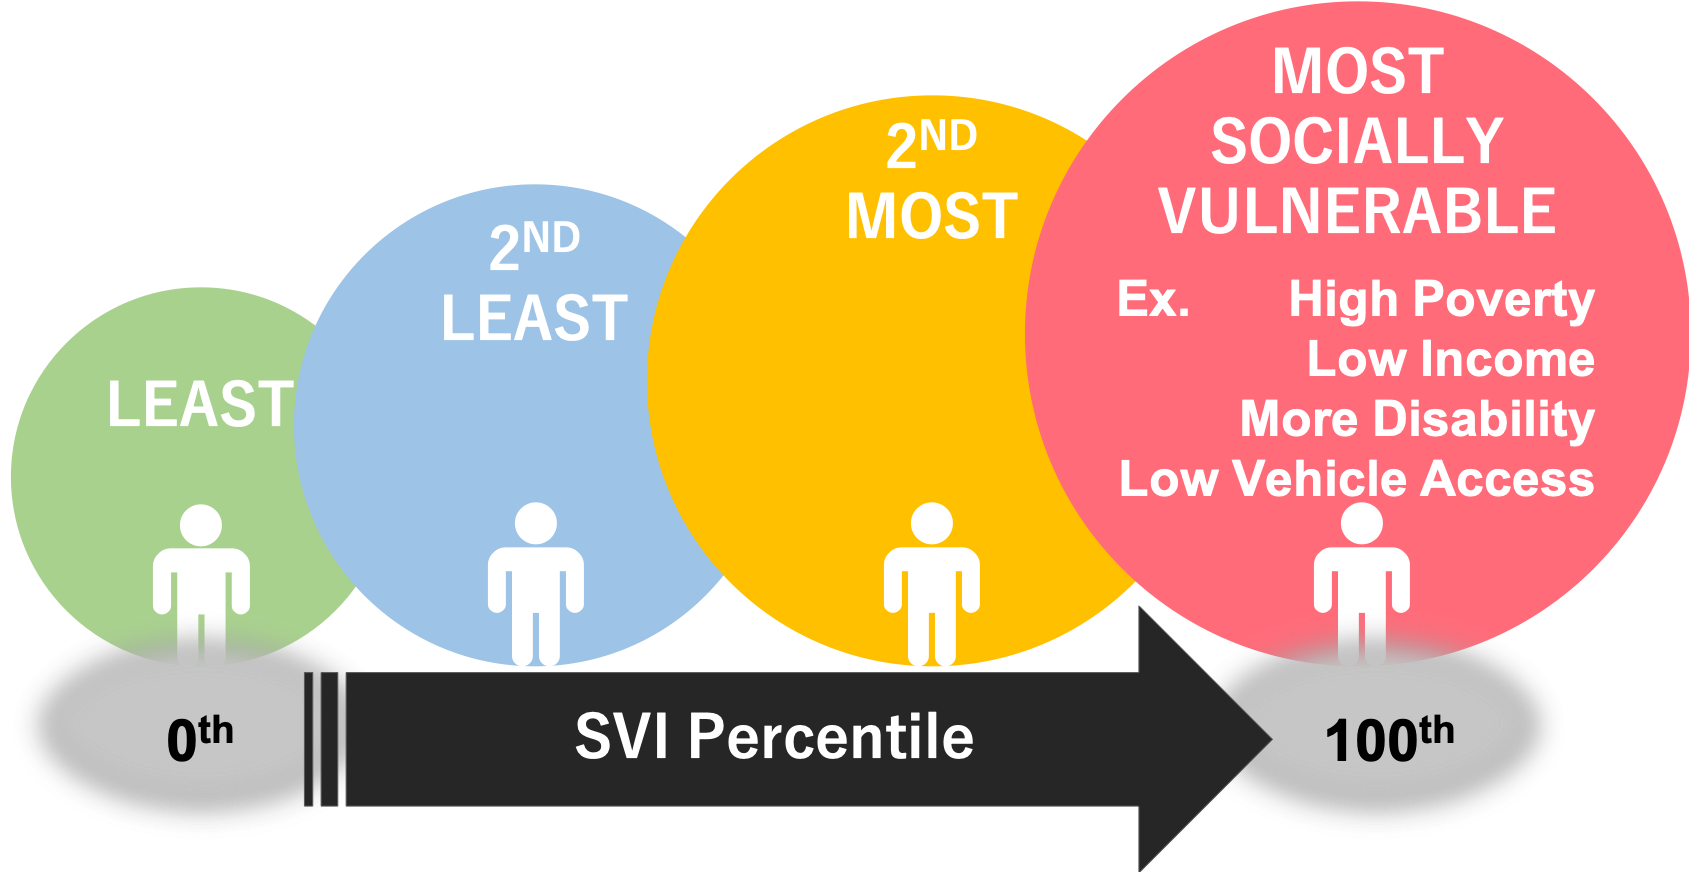 LEAST
2ND
LEAST
2ND
MOST
MOST
SOCIALLY
VULNERABLE
Ex. High Poverty
Low Income
More Disability
Low Vehicle Access
0th
SVI Percentile
100th